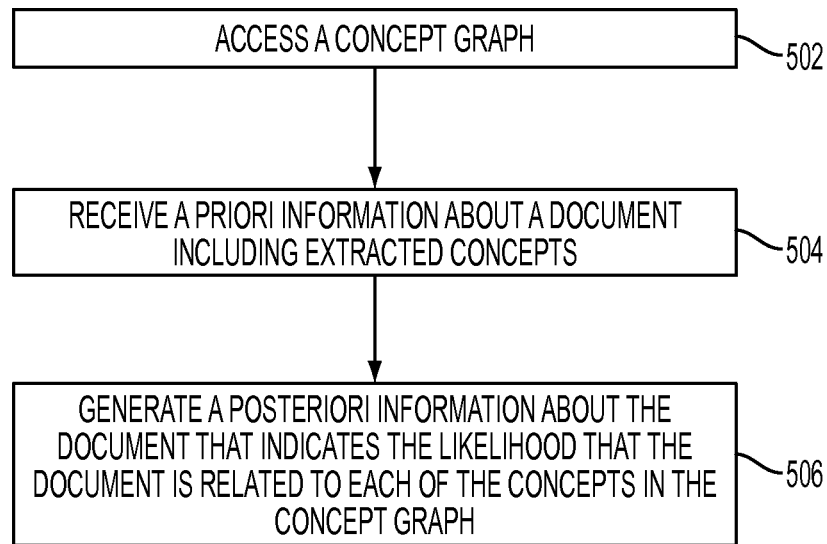 ACCESS A CONCEPT GRAPH
502
RECEIVE A PRIORI INFORMATION ABOUT A DOCUMENT
INCLUDING EXTRACTED CONCEPTS
504
GENERATE A POSTERIORI INFORMATION ABOUT THE
DOCUMENT THAT INDICATES THE LIKELIHOOD THAT THE
DOCUMENT IS RELATED TO EACH OF THE CONCEPTS IN THE
CONCEPT GRAPH
506